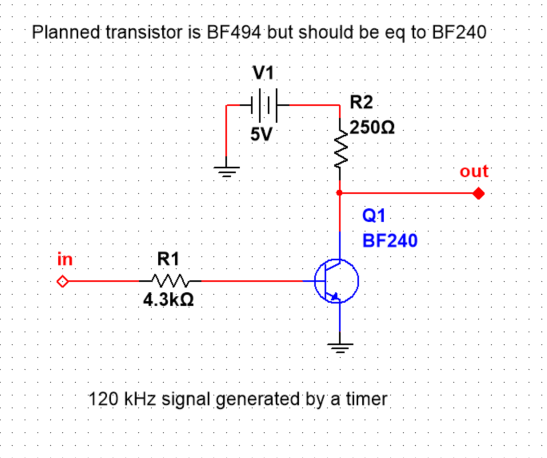 Planned transistor is BF494 but should be eq to BF240
V1
5V
R2
250Ω
out
Q1
BF240
in
R1
4.3kΩ
120 kHz signal generated by a timer